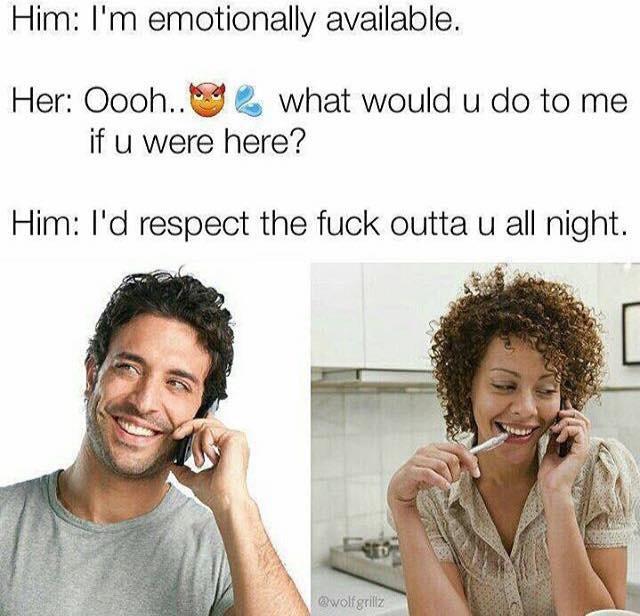 Him: I'm emotionally available.
Her: Oooh..😈💦 what would u do to me
if u were here?
Him: I'd respect the fuck outta u all night.
@wolfgrillz